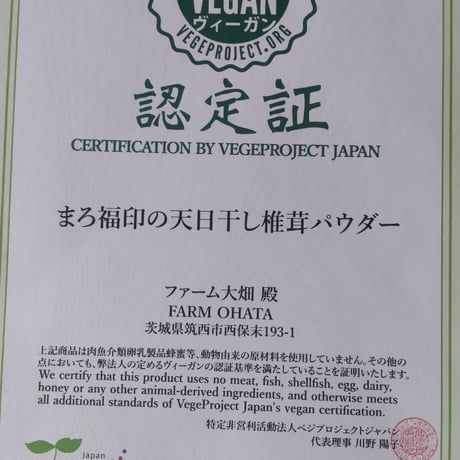 VEGAN
ヴィーガン
VEGEPROJECT.ORG
認定証
CERTIFICATION BY VEGEPROJECT JAPAN
まろ福印の天日干し椎茸パウダー
ファーム大畑 殿
FARM OHATA
茨城県筑西市西保末193-1
上記商品は肉魚介類卵乳製品蜂蜜等、動物由来の原材料を使用していません。その他の
点においても、弊法人の定めるヴィーガンの認証基準を満たしていることを証明いたします。
We certify that this product uses no meat, fish, shellfish, egg, dairy,
honey or any other animal-derived ingredients, and otherwise meets
all additional standards of VegeProject Japan's vegan certification.
特定非営利活動法人ベジプロジェクトジャパン
代表理事 川野 陽子
Japan